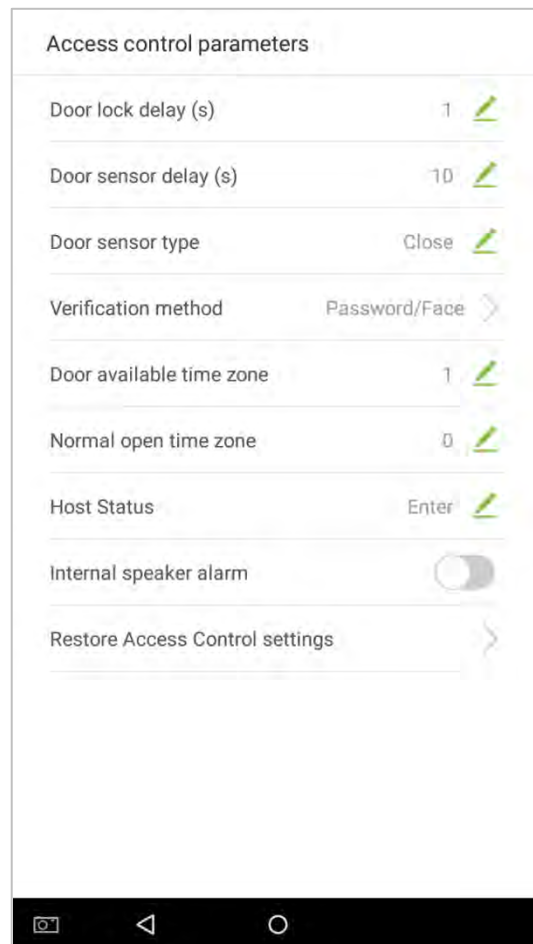 Access control parameters
Door lock delay (s) 1
Door sensor delay (s) 10
Door sensor type Close
Verification method Password/Face
Door available time zone 1
Normal open time zone 0
Host Status Enter
Internal speaker alarm
Restore Access Control settings